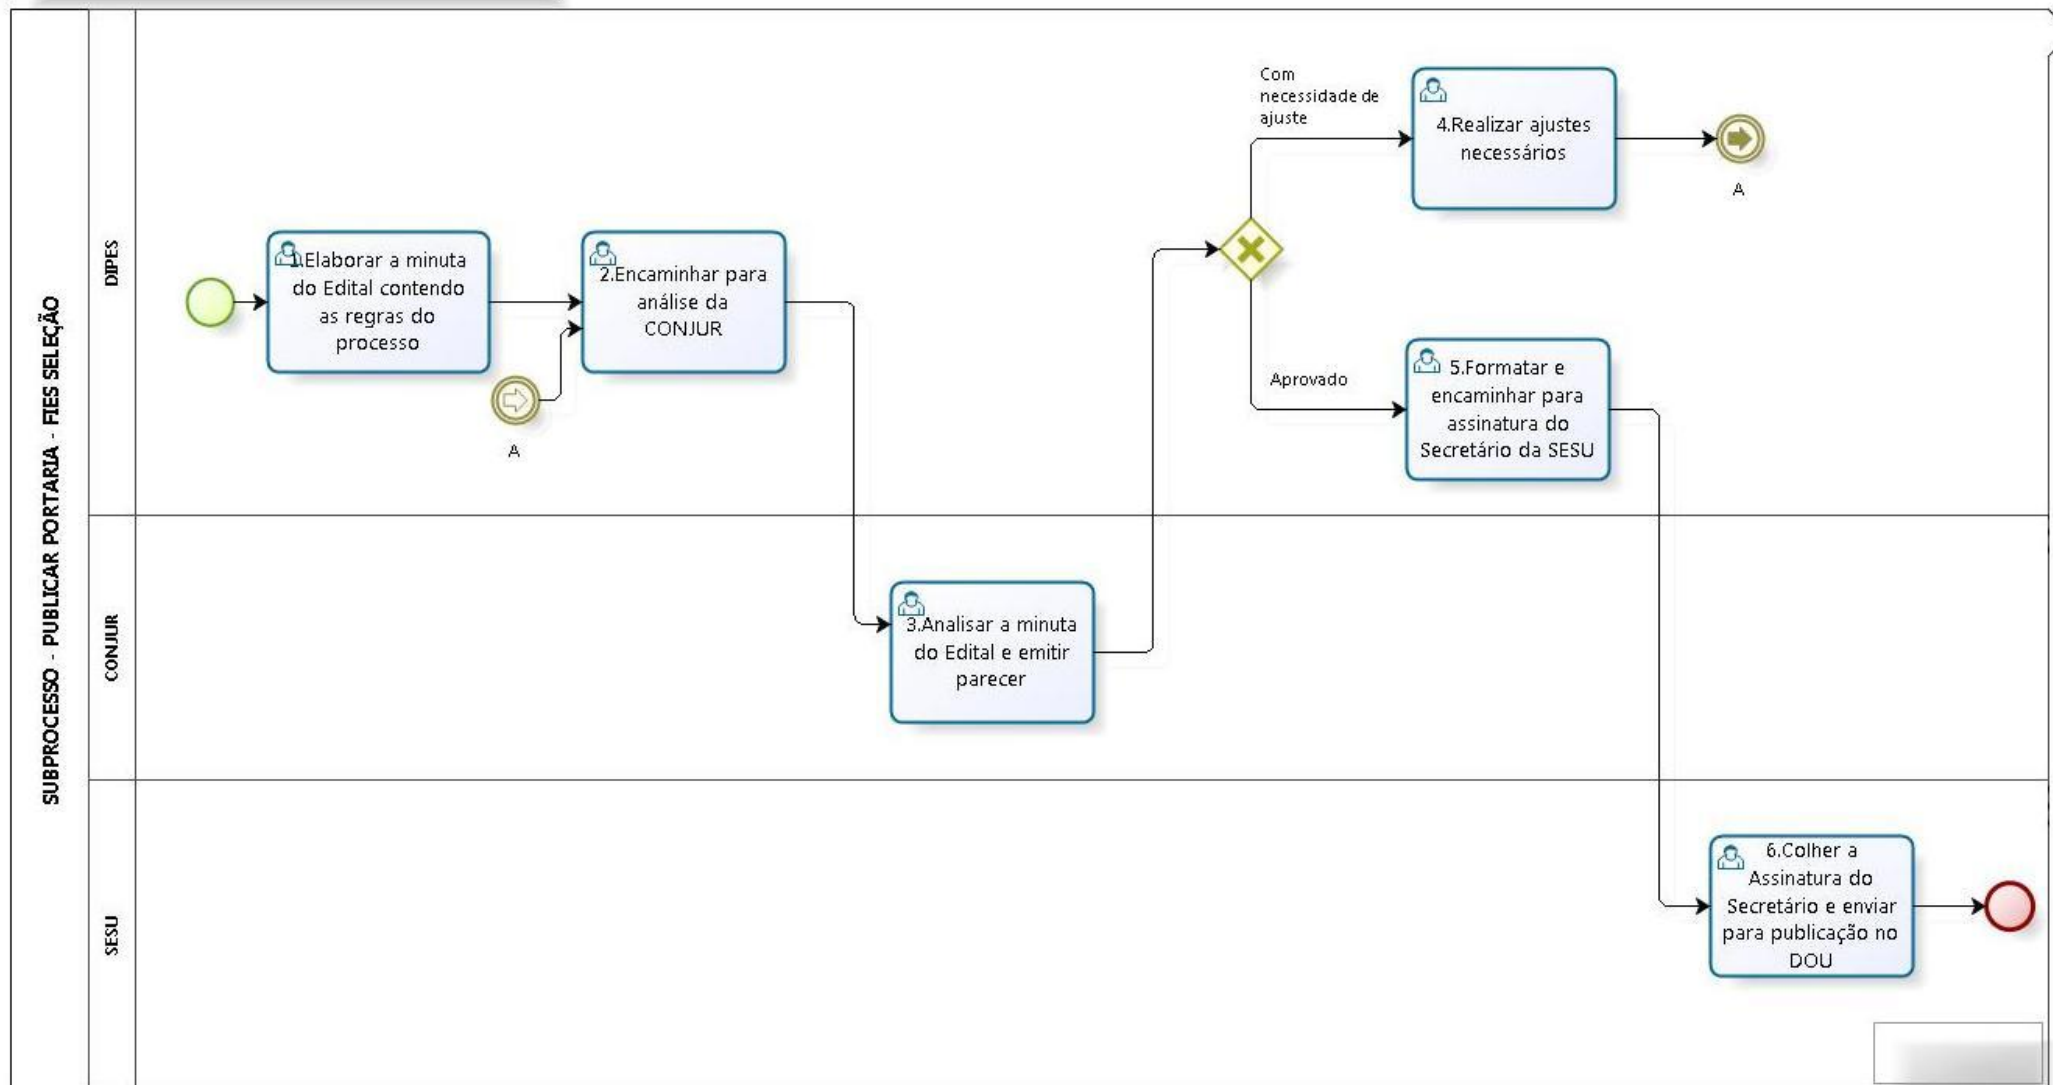 SUBPROCESSO - PUBLICAR PORTARIA - FIES SELEÇÃO
DIPES
1.Elaborar a minuta
do Edital contendo
as regras do
processo
A
2.Encaminhar para
análise da
CONJUR
Com
necessidade de
ajuste
4.Realizar ajustes
necessários
A
Aprovado
5.Formatar e
encaminhar para
assinatura do
Secretário da SESU
CONJUR
3.Analisar a minuta
do Edital e emitir
parecer
SESU
6.Colher a
Assinatura do
Secretário e enviar
para publicação no
DOU